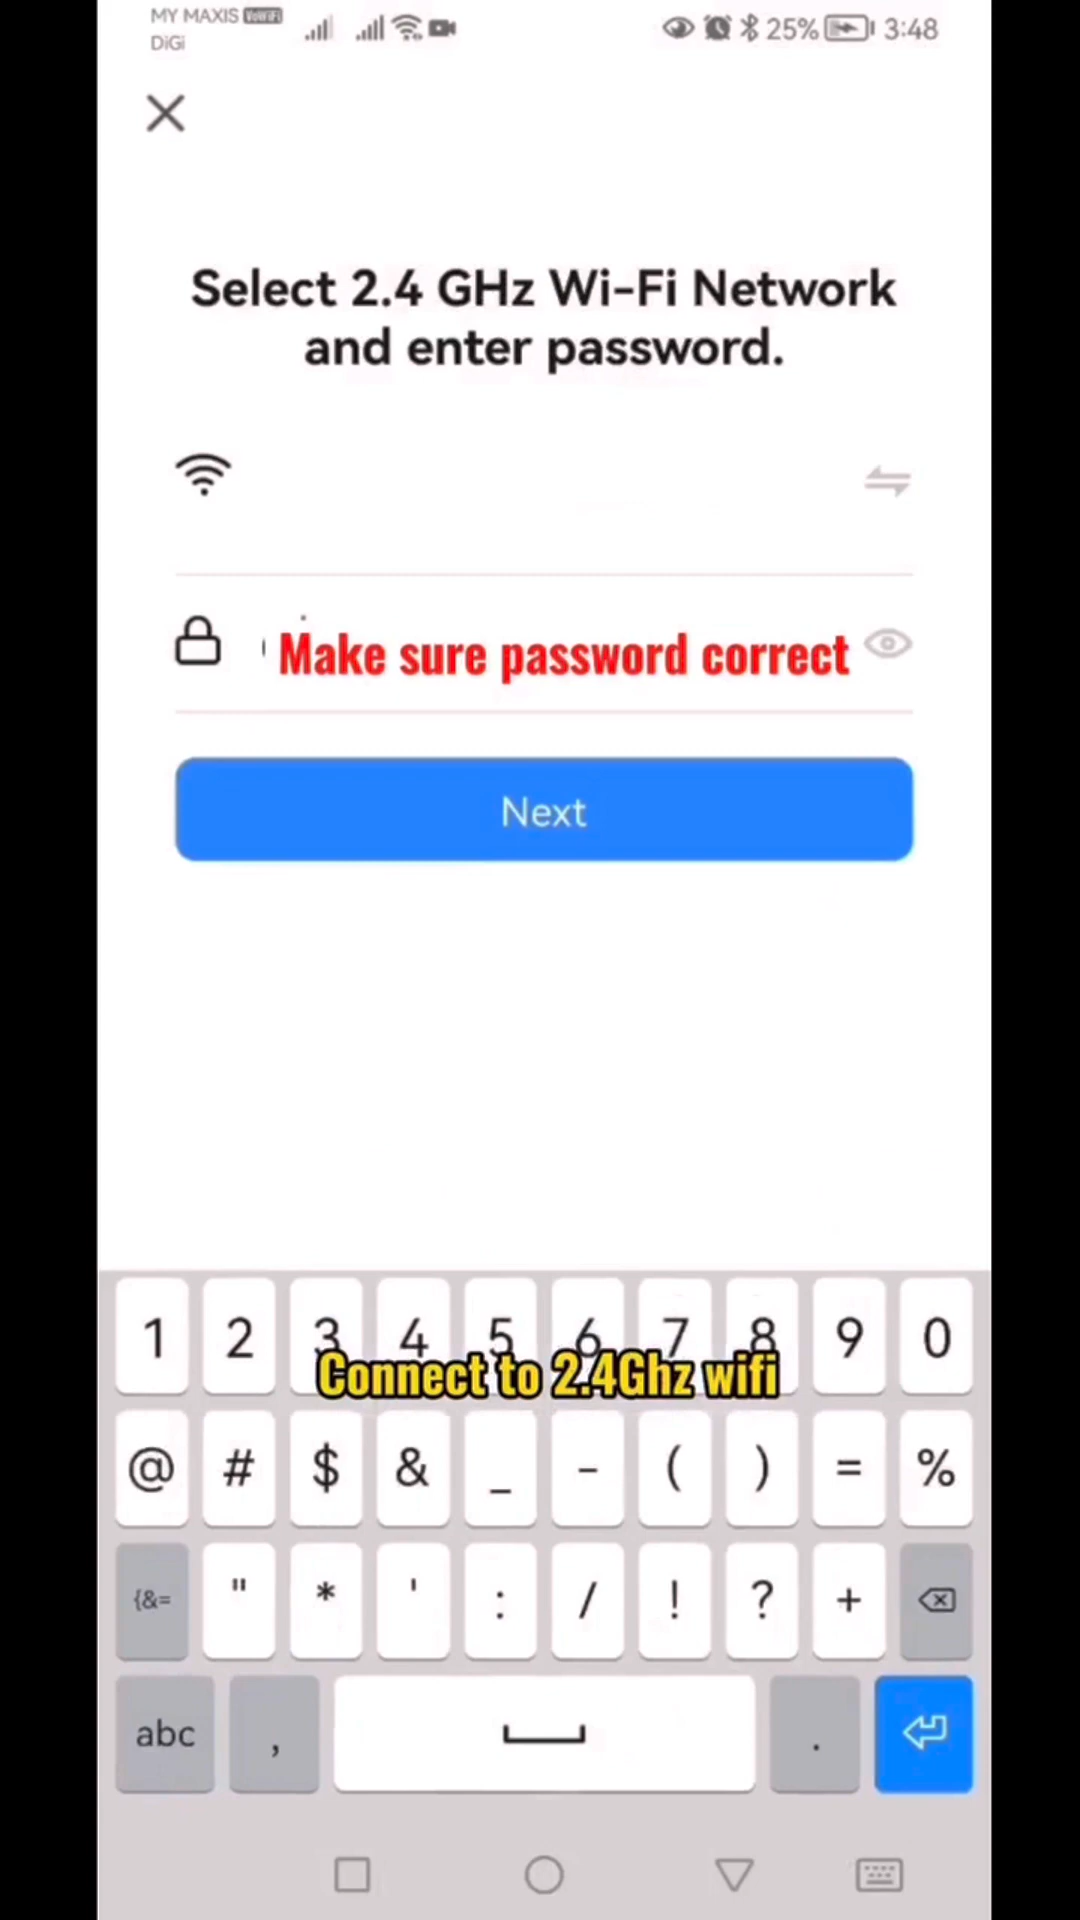 MY MAXIS VoWiFi
DiGi
25% 3:48
Select 2.4 GHz Wi-Fi Network
and enter password.
Make sure password correct
Next
1 2 3 4 5 6 7 8 9 0
Connect to 2.4Ghz wifi
@ # $ & _ - ( ) = %
{&= " * ' : / ! ? +
abc , .